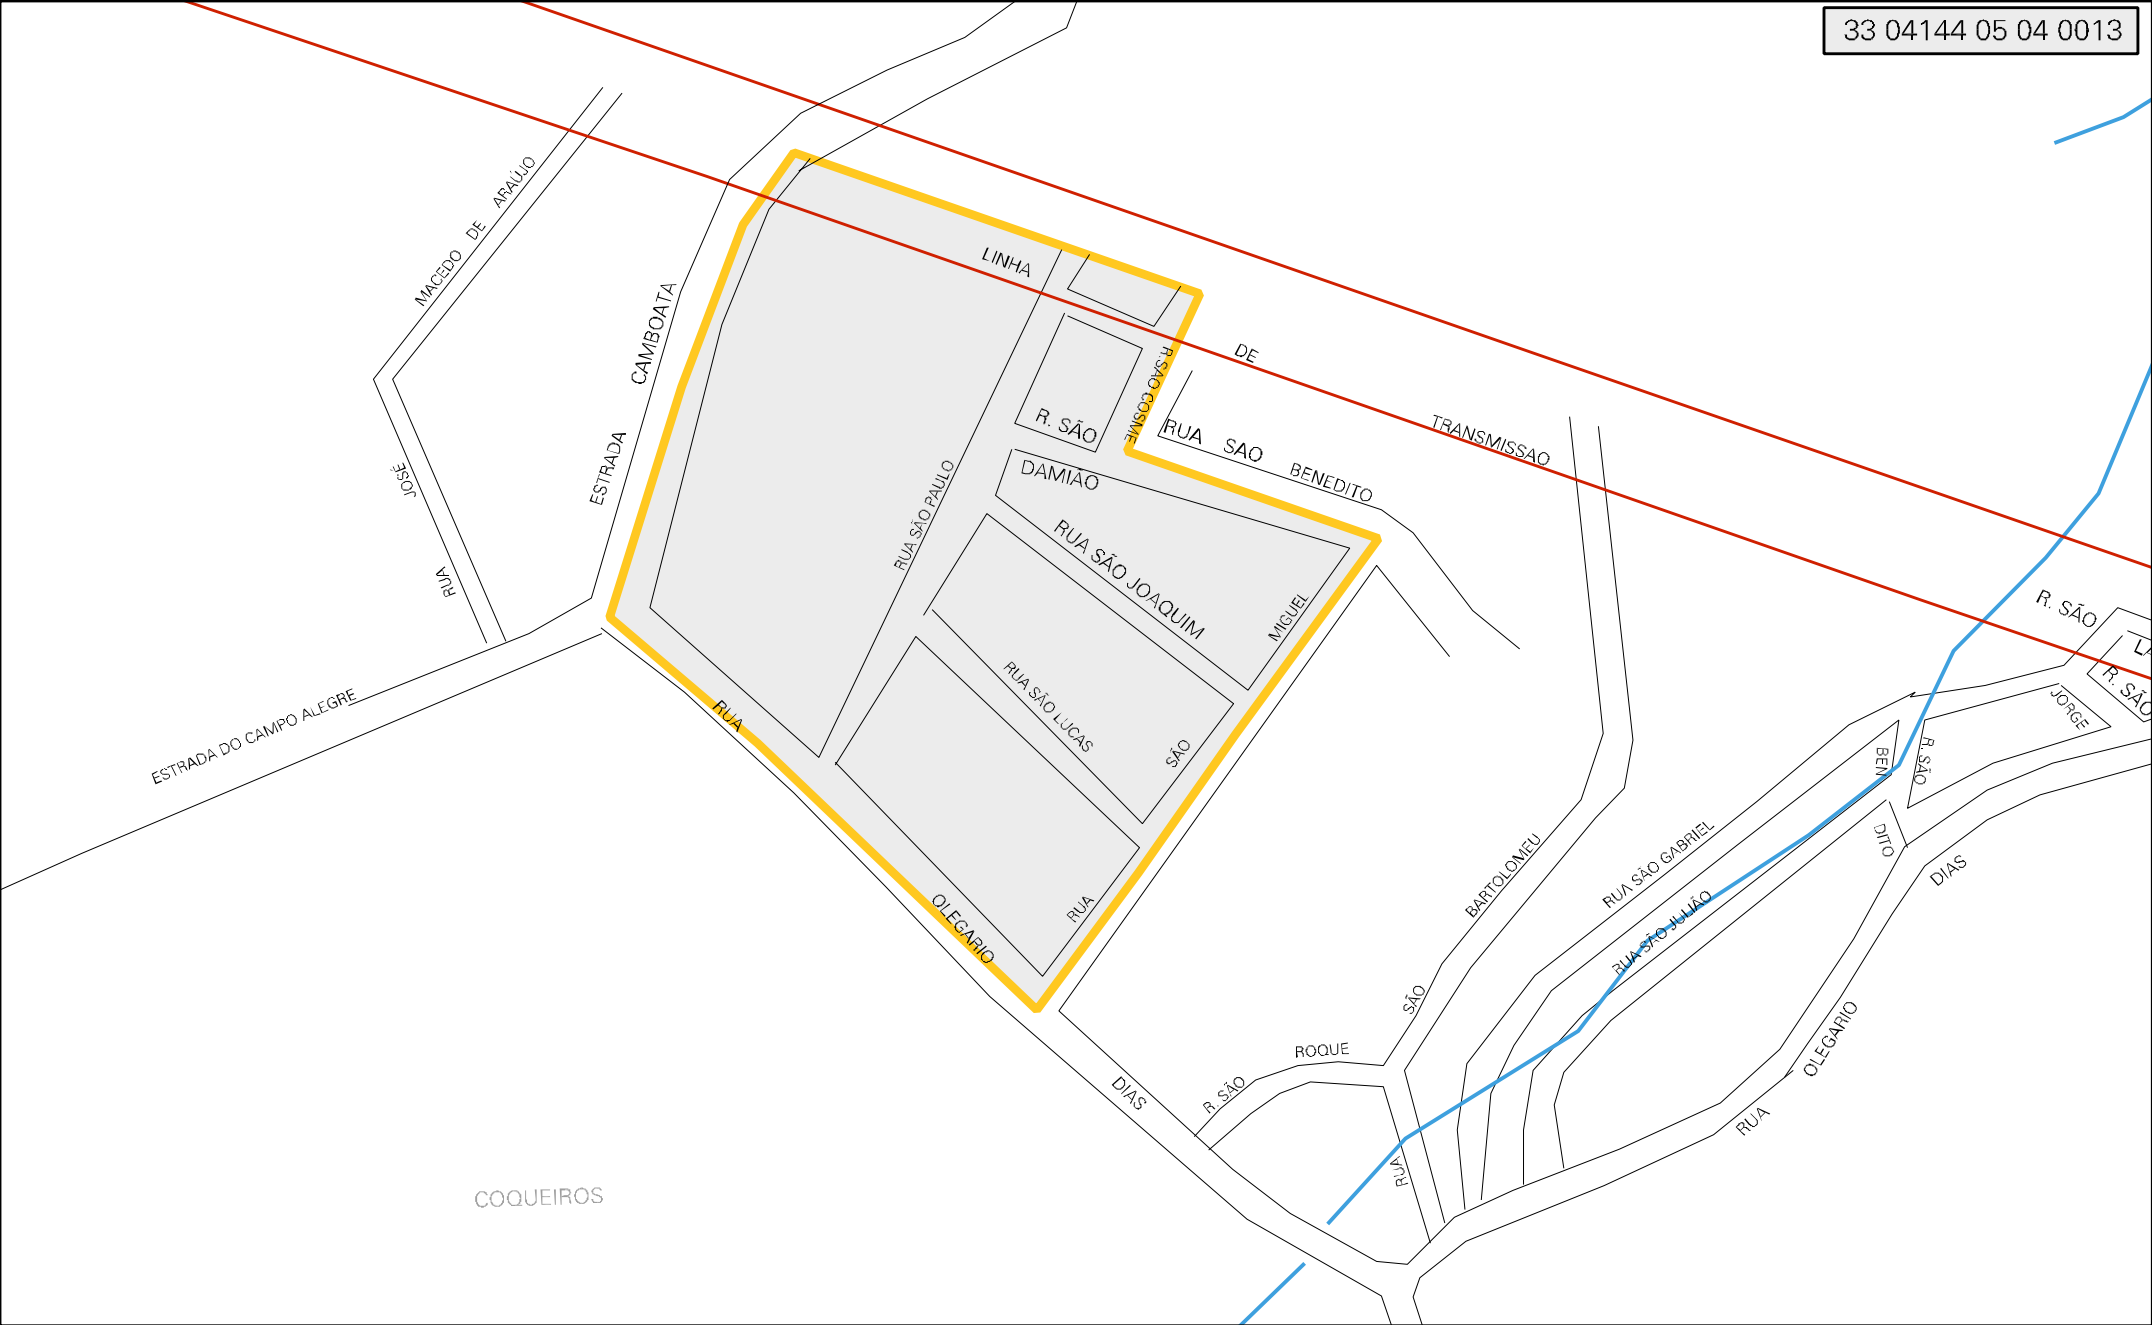 33 04144 05 04 0013
RUA JOSÉ MACEDO DE ARAÚJO
ESTRADA CAMBOATA
LINHA DE TRANSMISSAO
R.SAO COSME
R. SÃO DAMIÃO
RUA SAO BENEDITO
RUA SÃO PAULO
RUA SÃO JOAQUIM
RUA SÃO MIGUEL
RUA SÃO LUCAS
ESTRADA DO CAMPO ALEGRE
RUA OLEGARIO DIAS
R. SÃO
LA
R. SÃO
R. SÃO JORGE
BEN
DITO
RUA SÃO GABRIEL
RUA SÃO JULIÃO
RUA SÃO BARTOLOMEU
R. SÃO ROQUE
RUA OLEGARIO DIAS
COQUEIROS